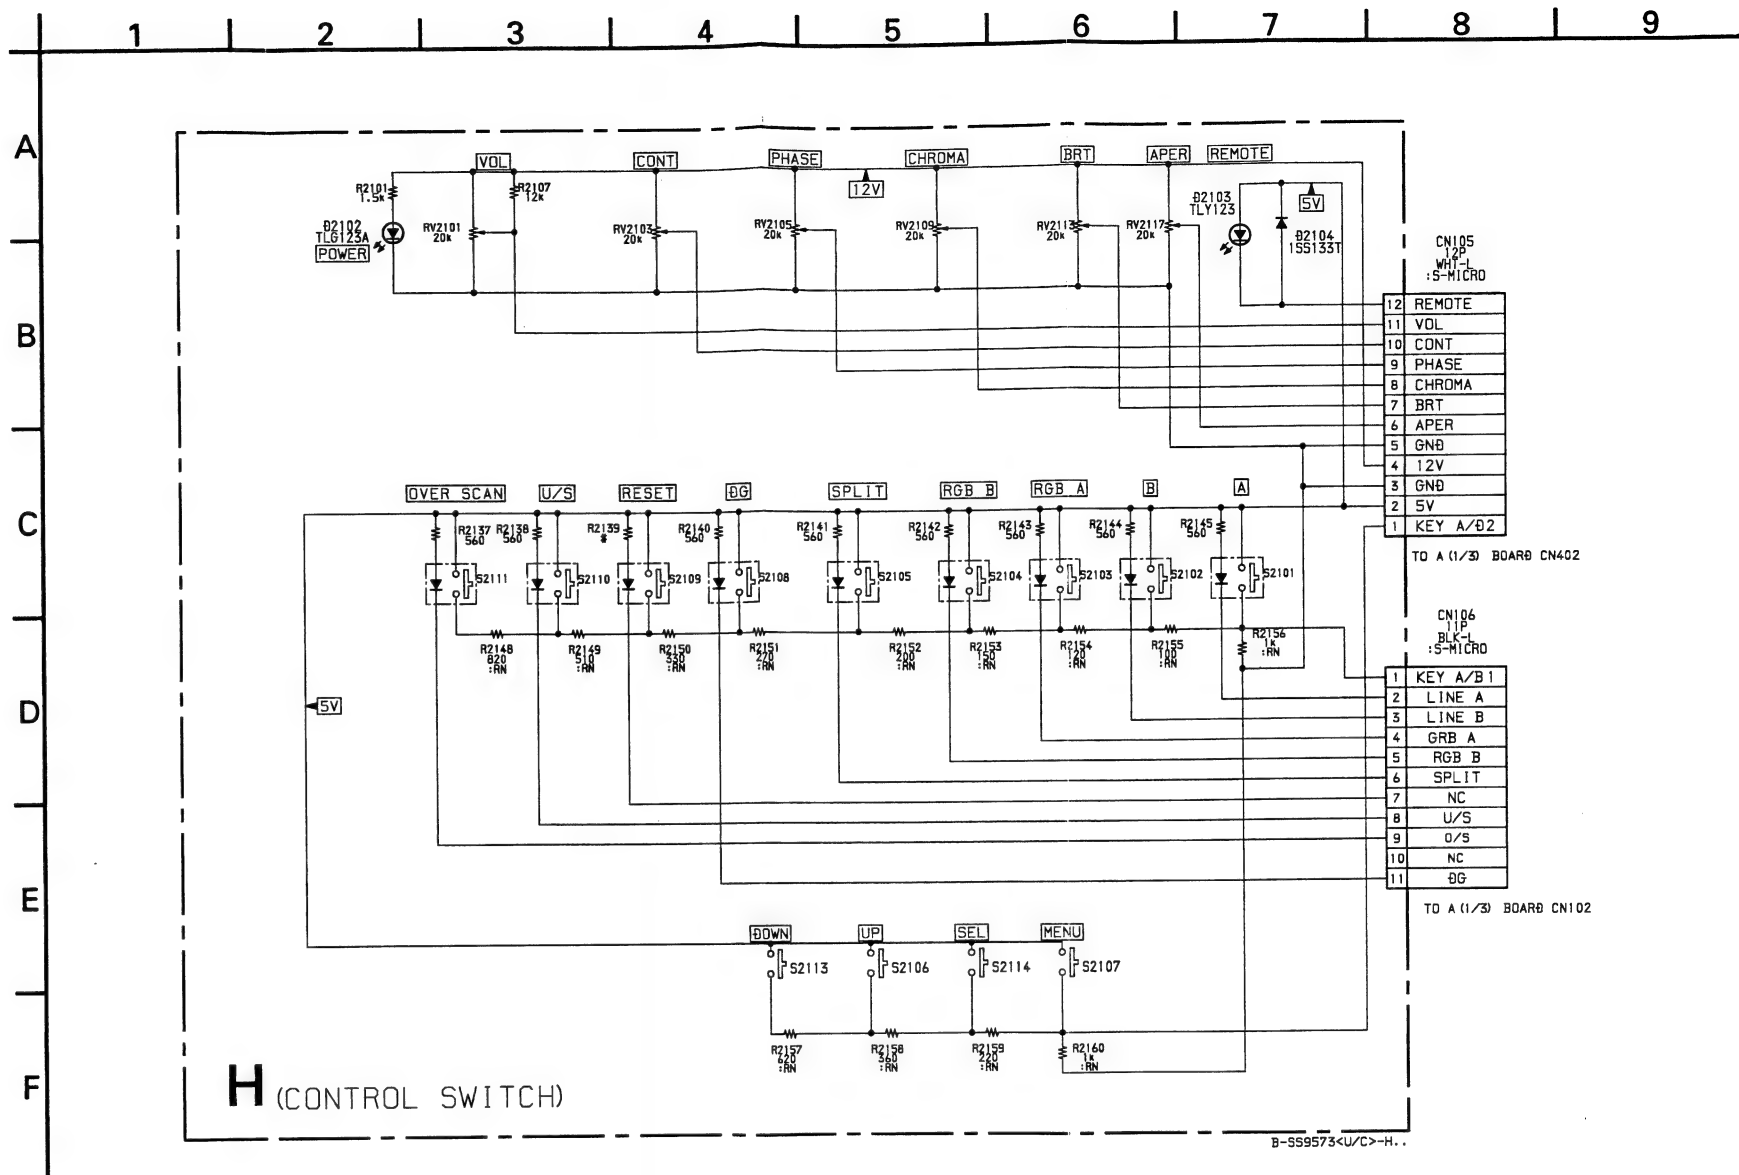 1 2 3 4 5 6 7 8 9
A
B
C
D
E
F
VOL CONT PHASE CHROMA BRT APER REMOTE
R2101
1.5k
R2107
12k
12V
D2103
TLY123
5V
D2102
TLG123A
POWER
RV2101
20k
RV2103
20k
RV2105
20k
RV2109
20k
RV2113
20k
RV2117
20k
D2104
1SS133T
CN105
12P
WHT-L
:S-MICRO
12 REMOTE
11 VOL
10 CONT
9 PHASE
8 CHROMA
7 BRT
6 APER
5 GND
4 12V
3 GND
2 5V
1 KEY A/D2
TO A (1/3) BOARD CN402
OVER SCAN U/S RESET DG SPLIT RGB B RGB A B A
R2137
560
R2138
560
R2139
*
R2140
560
R2141
560
R2142
560
R2143
560
R2144
560
R2145
560
S2111 S2110 S2109 S2108 S2105 S2104 S2103 S2102 S2101
R2148
820
:RN
R2149
510
:RN
R2150
330
:RN
R2151
220
:RN
R2152
200
:RN
R2153
150
:RN
R2154
120
:RN
R2155
100
:RN
R2156
1k
:RN
CN106
11P
BLK-L
:S-MICRO
1 KEY A/B1
2 LINE A
3 LINE B
4 GRB A
5 RGB B
6 SPLIT
7 NC
8 U/S
9 O/S
10 NC
11 DG
TO A (1/3) BOARD CN102
5V
DOWN UP SEL MENU
S2113 S2106 S2114 S2107
R2157
620
:RN
R2158
360
:RN
R2159
220
:RN
R2160
1k
:RN
H (CONTROL SWITCH)
B-SS9573<U/C>-H..